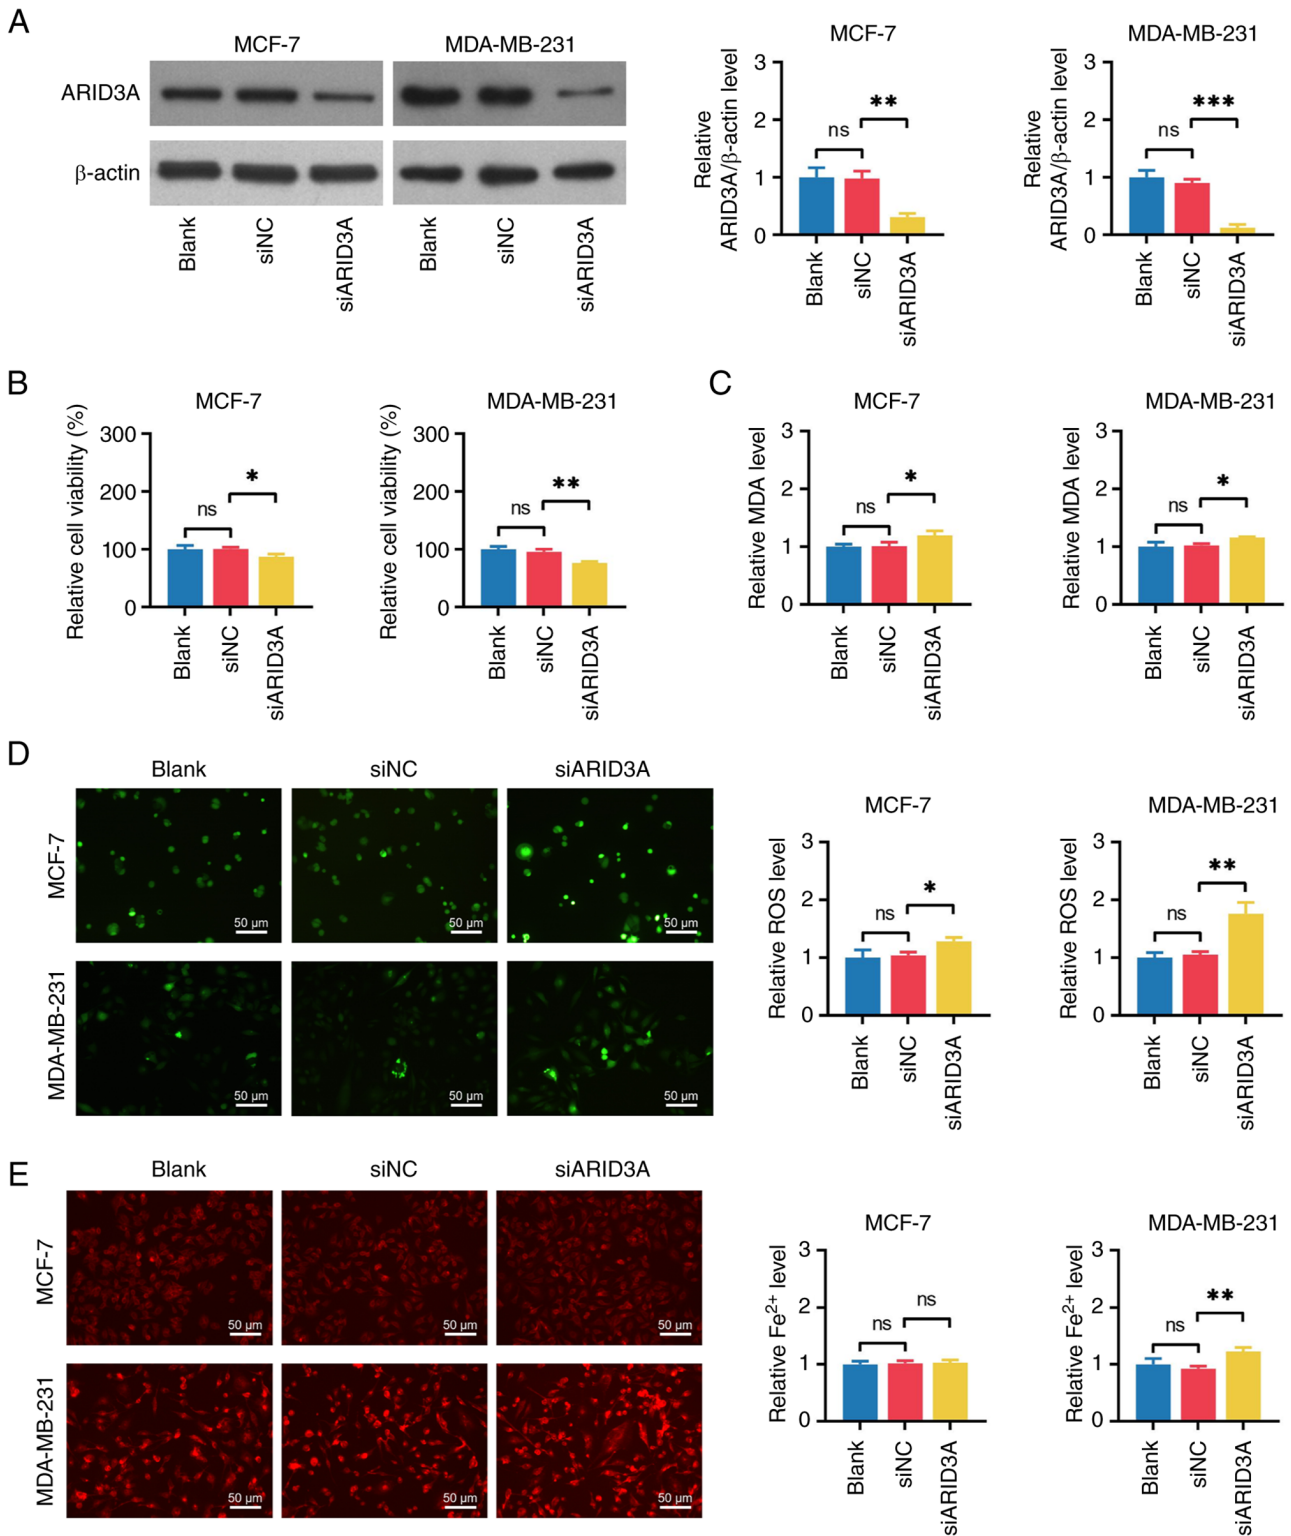 A
MCF-7
MDA-MB-231
ARID3A
β-actin
Blank
siNC
siARID3A
Blank
siNC
siARID3A
MCF-7
Relative
ARID3A/β-actin level
3
2
1
0
ns
**
Blank
siNC
siARID3A
MDA-MB-231
Relative
ARID3A/β-actin level
3
2
1
0
ns
***
Blank
siNC
siARID3A
B
MCF-7
Relative cell viability (%)
300
200
100
0
ns
*
Blank
siNC
siARID3A
MDA-MB-231
Relative cell viability (%)
300
200
100
0
ns
**
Blank
siNC
siARID3A
C
MCF-7
Relative MDA level
3
2
1
0
ns
*
Blank
siNC
siARID3A
MDA-MB-231
Relative MDA level
3
2
1
0
ns
*
Blank
siNC
siARID3A
D
Blank
siNC
siARID3A
MCF-7
50 μm
50 μm
50 μm
MDA-MB-231
50 μm
50 μm
50 μm
MCF-7
Relative ROS level
3
2
1
0
ns
*
Blank
siNC
siARID3A
MDA-MB-231
Relative ROS level
3
2
1
0
ns
**
Blank
siNC
siARID3A
E
Blank
siNC
siARID3A
MCF-7
50 μm
50 μm
50 μm
MDA-MB-231
50 μm
50 μm
50 μm
MCF-7
Relative Fe²⁺ level
3
2
1
0
ns
ns
Blank
siNC
siARID3A
MDA-MB-231
Relative Fe²⁺ level
3
2
1
0
ns
**
Blank
siNC
siARID3A